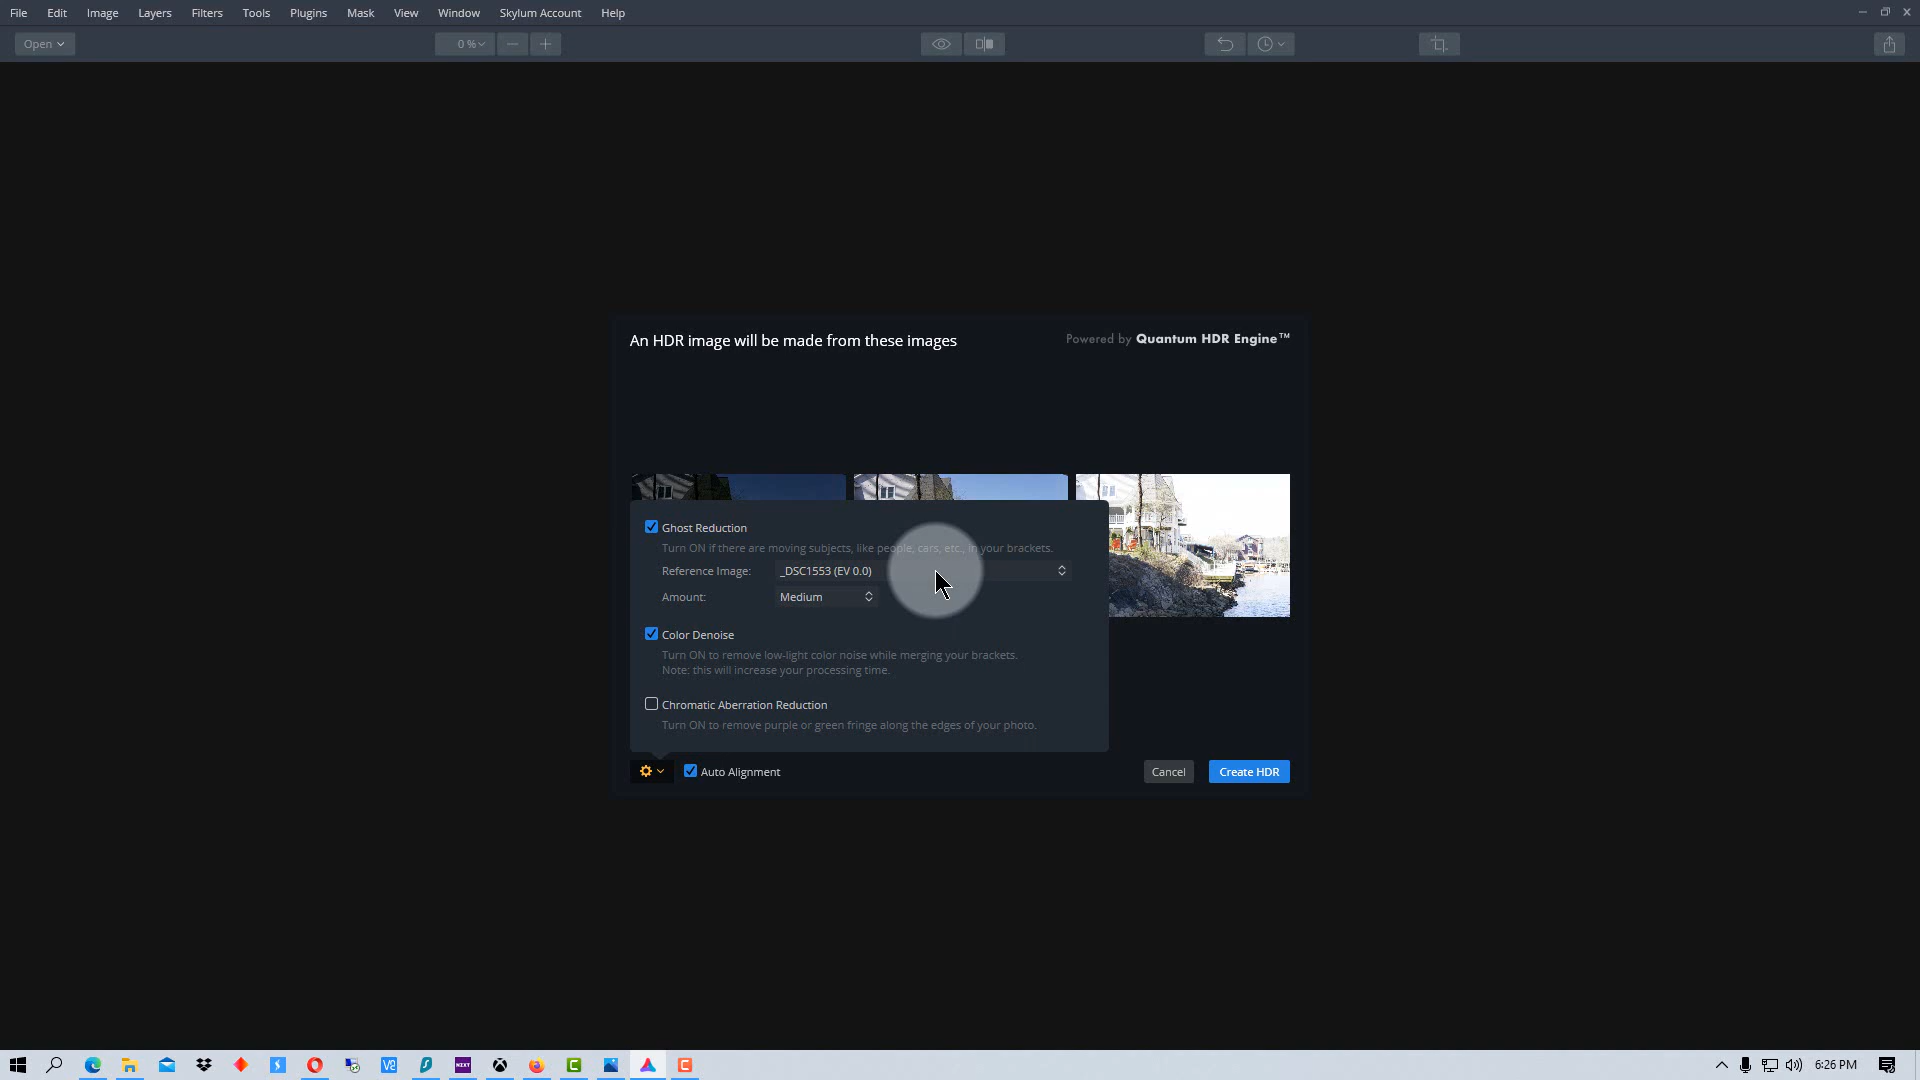 File Edit Image Layers Filters Tools Plugins Mask View Window Skylum Account Help
Open 0 %
An HDR image will be made from these images
Powered by Quantum HDR Engine™
Ghost Reduction
Turn ON if there are moving subjects, like people, cars, etc., in your brackets.
Reference Image: _DSC1553 (EV 0.0)
Amount: Medium
Color Denoise
Turn ON to remove low-light color noise while merging your brackets.
Note: this will increase your processing time.
Chromatic Aberration Reduction
Turn ON to remove purple or green fringe along the edges of your photo.
Auto Alignment
Cancel Create HDR
NEXT
6:26 PM